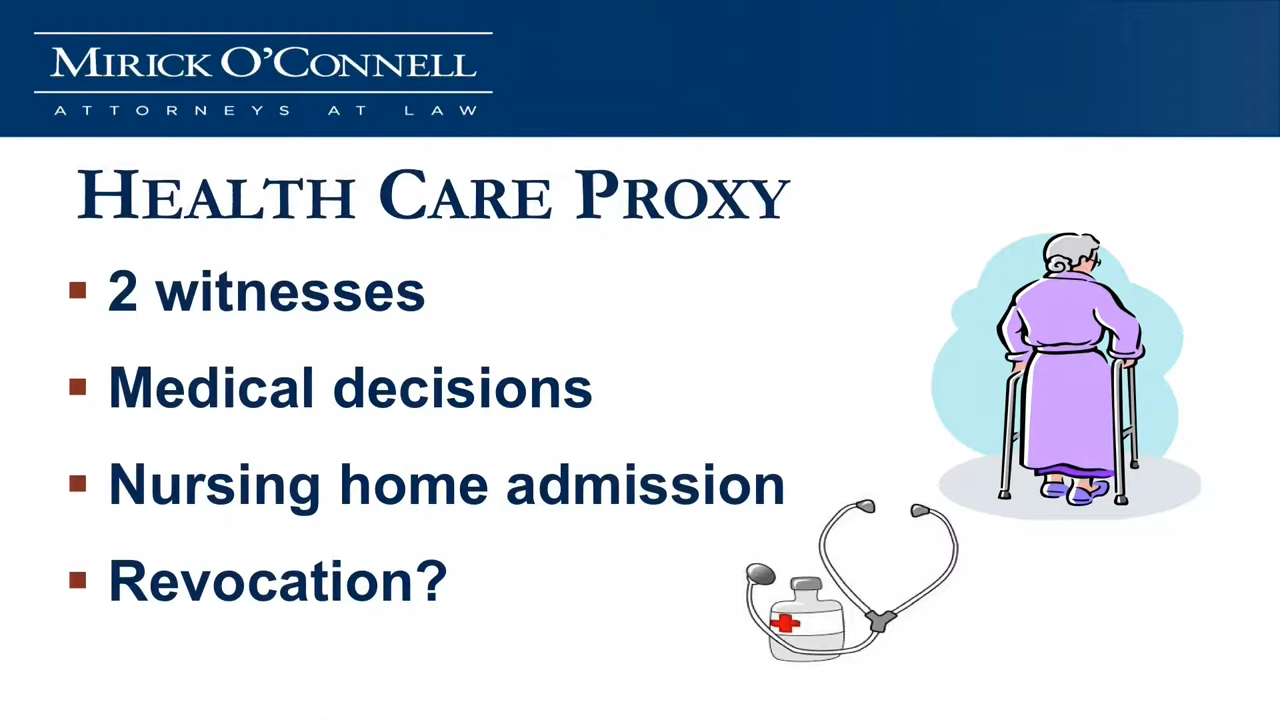 MIRICK O'CONNELL
ATTORNEYS AT LAW
HEALTH CARE PROXY
2 witnesses
Medical decisions
Nursing home admission
Revocation?